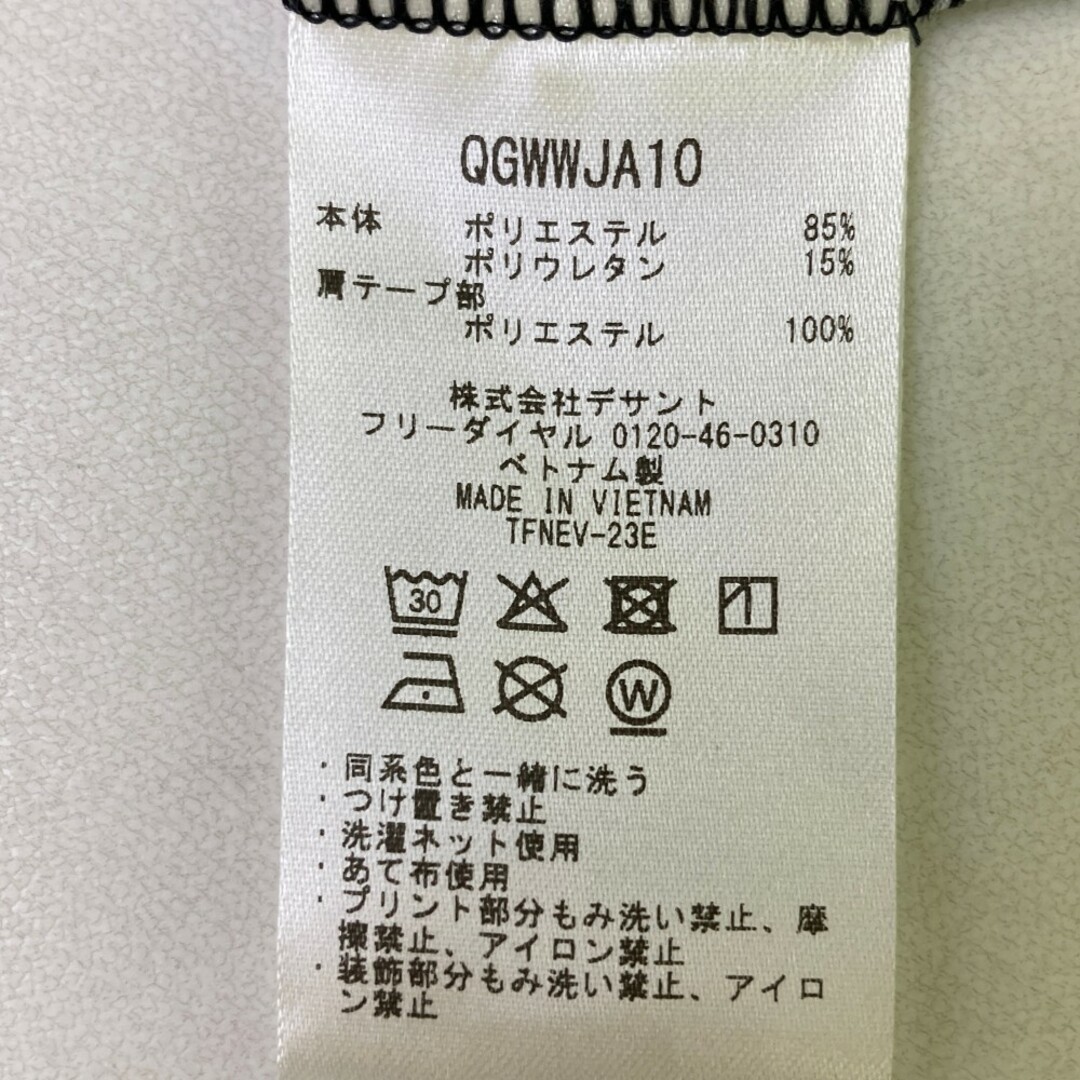 QGWWJA10
本体 ポリエステル 85%
ポリウレタン 15%
肩テープ部
ポリエステル 100%
株式会社デサント
フリーダイヤル 0120-46-0310
ベトナム製
MADE IN VIETNAM
TFNEV-23E
30
W
・同系色と一緒に洗う
・つけ置き禁止
・洗濯ネット使用
・あて布使用
・プリント部分もみ洗い禁止、摩
擦禁止、アイロン禁止
・装飾部分もみ洗い禁止、アイロ
ン禁止